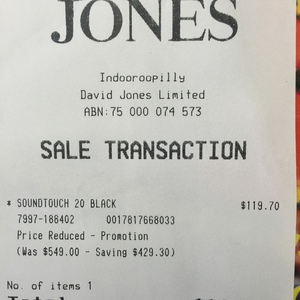 JONES
Indooroopilly
David Jones Limited
ABN:75 000 074 573
SALE TRANSACTION
* SOUNDTOUCH 20 BLACK $119.70
7997-188402 0017817668033
Price Reduced - Promotion
(Was $549.00 - Saving $429.30)
No. of items 1